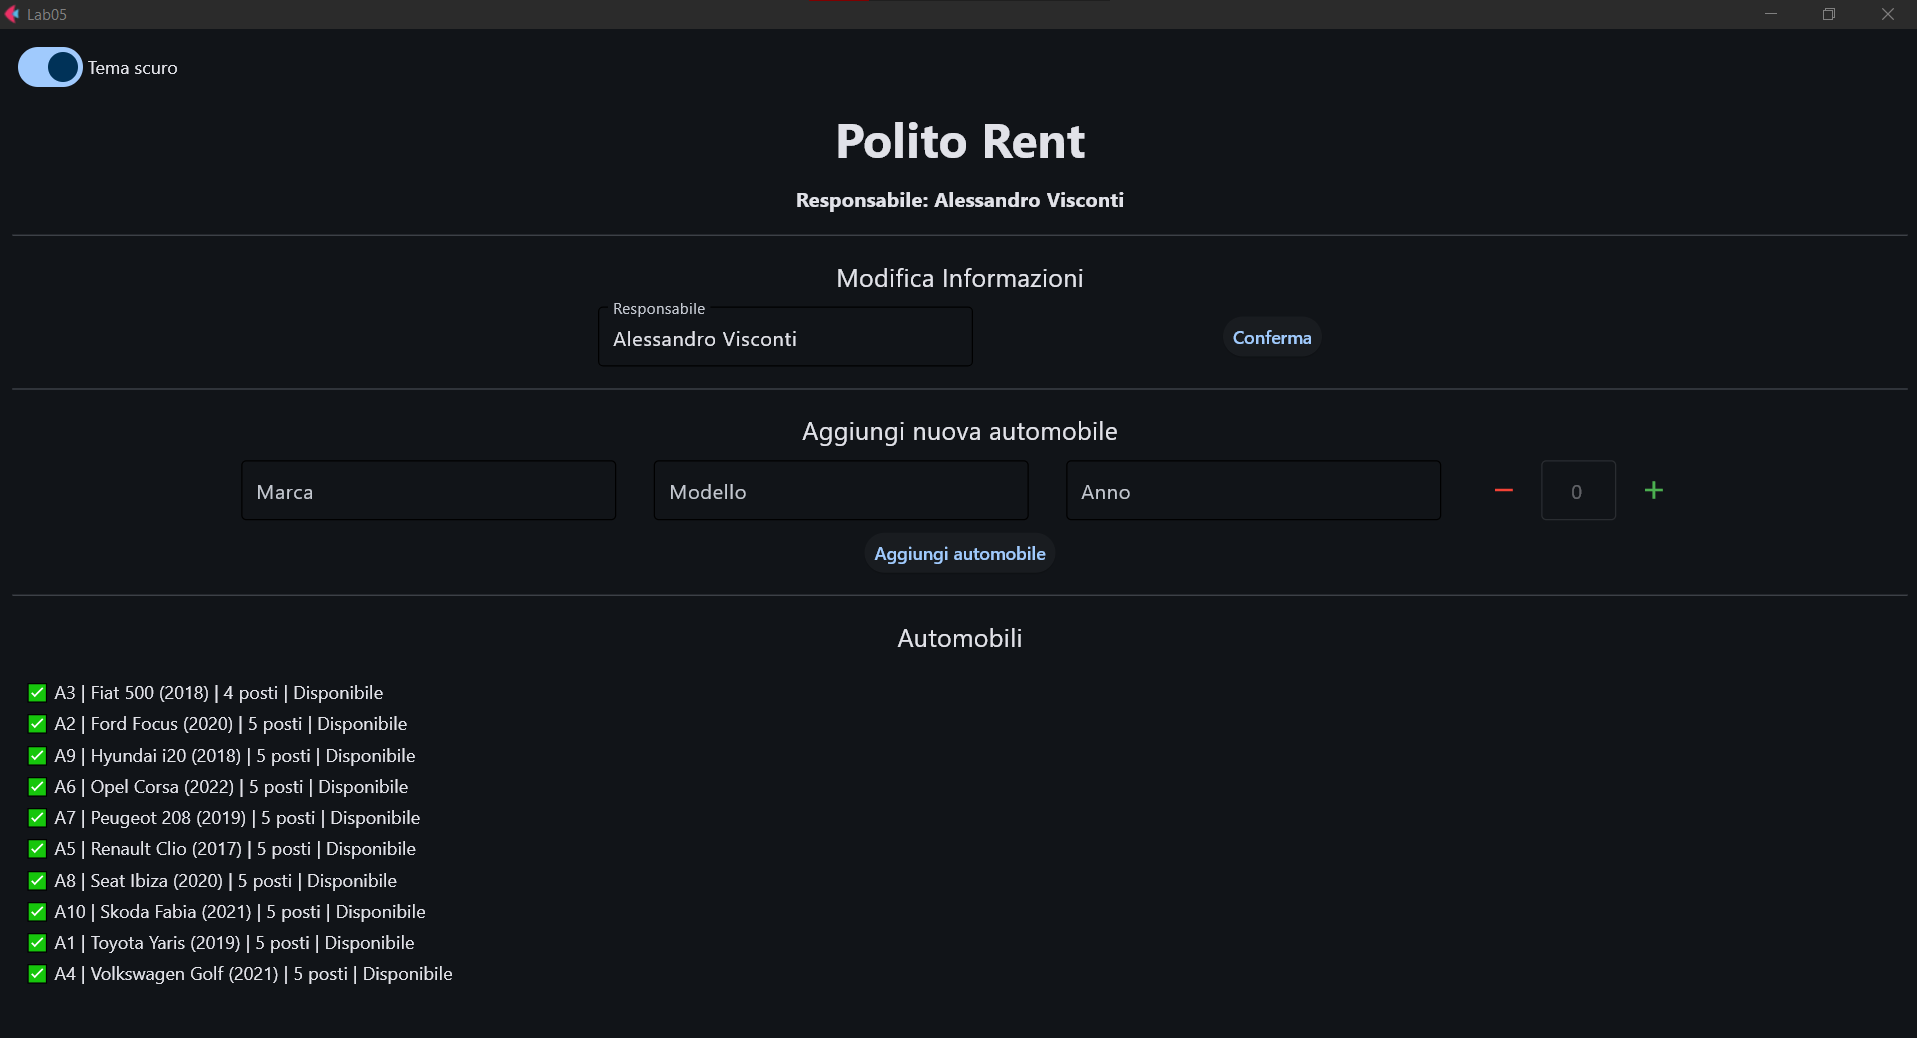 Lab05
Tema scuro
Polito Rent
Responsabile: Alessandro Visconti
Modifica Informazioni
Responsabile
Alessandro Visconti
Conferma
Aggiungi nuova automobile
Marca
Modello
Anno
0
Aggiungi automobile
Automobili
A3 | Fiat 500 (2018) | 4 posti | Disponibile
A2 | Ford Focus (2020) | 5 posti | Disponibile
A9 | Hyundai i20 (2018) | 5 posti | Disponibile
A6 | Opel Corsa (2022) | 5 posti | Disponibile
A7 | Peugeot 208 (2019) | 5 posti | Disponibile
A5 | Renault Clio (2017) | 5 posti | Disponibile
A8 | Seat Ibiza (2020) | 5 posti | Disponibile
A10 | Skoda Fabia (2021) | 5 posti | Disponibile
A1 | Toyota Yaris (2019) | 5 posti | Disponibile
A4 | Volkswagen Golf (2021) | 5 posti | Disponibile